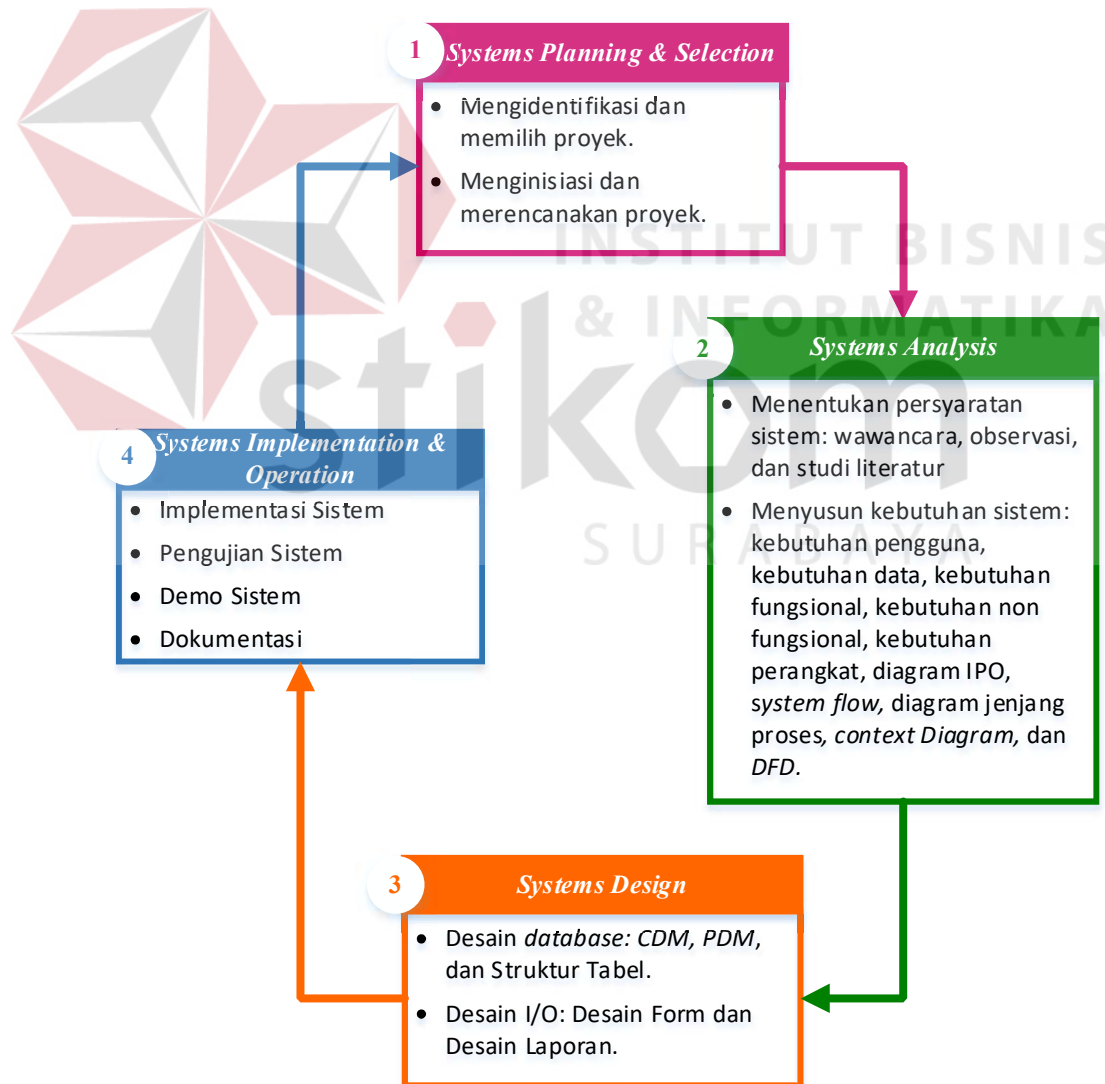 1
Systems Planning & Selection
• Mengidentifikasi dan
memilih proyek.
• Menginisiasi dan
merencanakan proyek.
INSTITUT BISNIS
& INFORMATIKA
stikom
SURABAYA
2
Systems Analysis
• Menentukan persyaratan
sistem: wawancara, observasi,
dan studi literatur
• Menyusun kebutuhan sistem:
kebutuhan pengguna,
kebutuhan data, kebutuhan
fungsional, kebutuhan non
fungsional, kebutuhan
perangkat, diagram IPO,
system flow, diagram jenjang
proses, context Diagram, dan
DFD.
4
Systems Implementation &
Operation
• Implementasi Sistem
• Pengujian Sistem
• Demo Sistem
• Dokumentasi
3
Systems Design
• Desain database: CDM, PDM,
dan Struktur Tabel.
• Desain I/O: Desain Form dan
Desain Laporan.